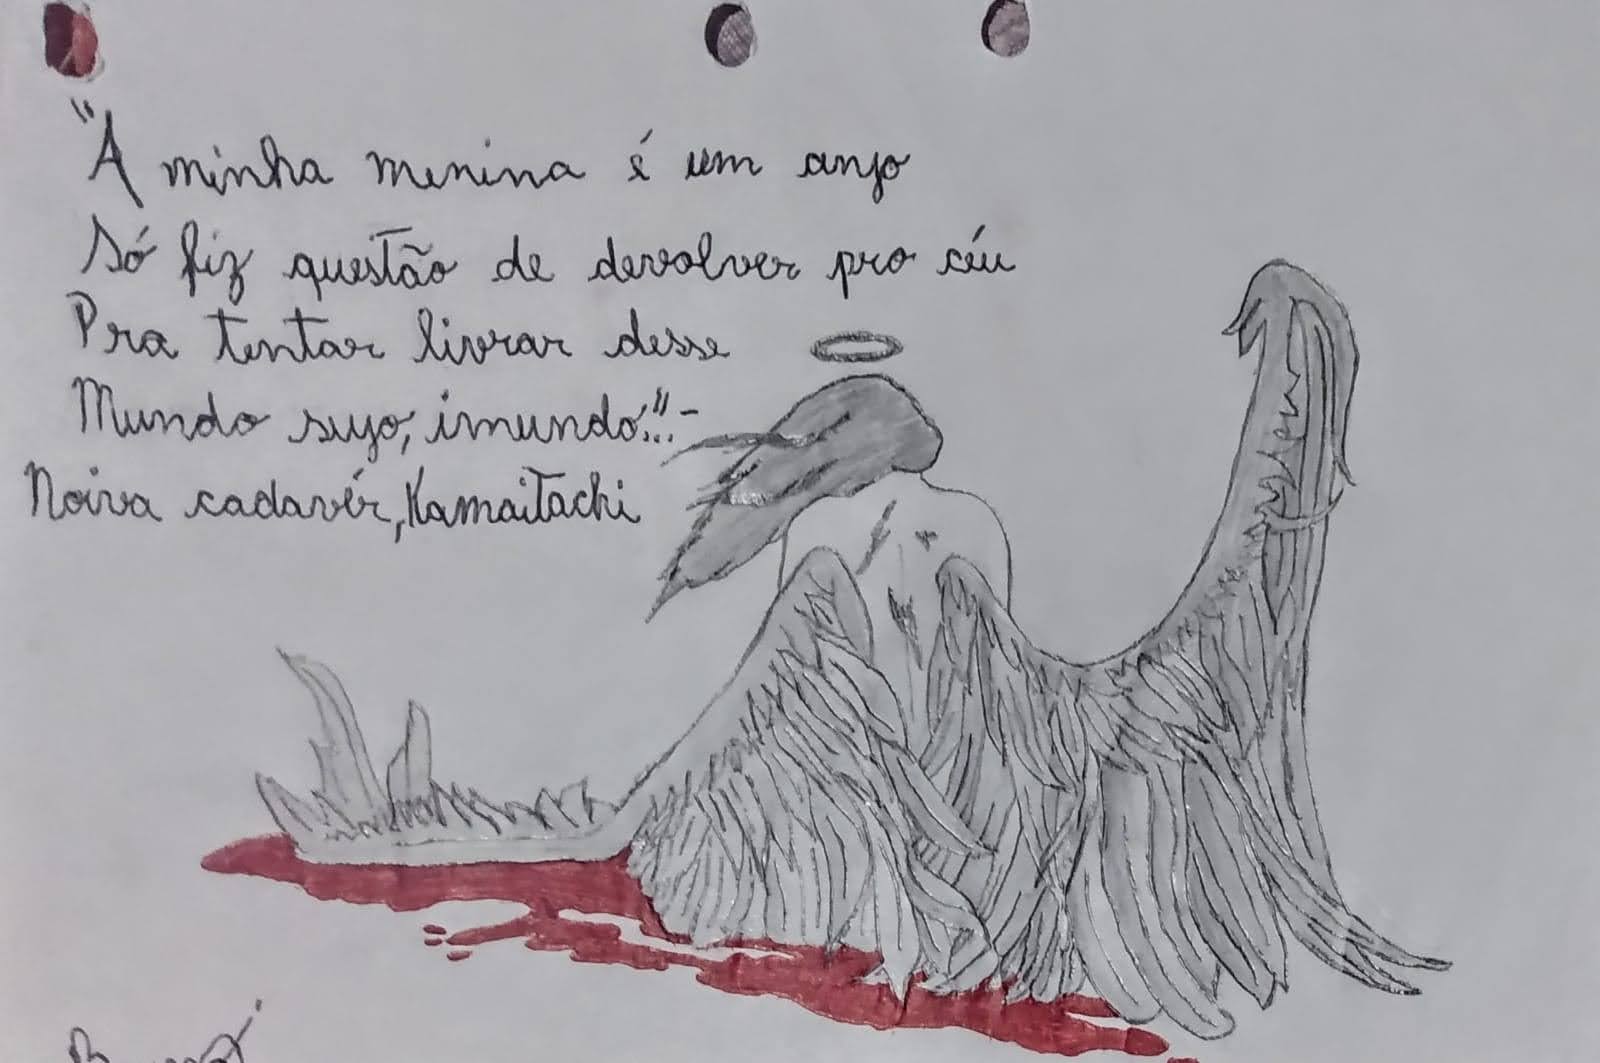 "A minha menina é um anjo
Só fiz questão de devolver pro céu
Pra tentar livrar desse
Mundo sujo, imundo..."-
Noiva cadavér, Kamaitachi